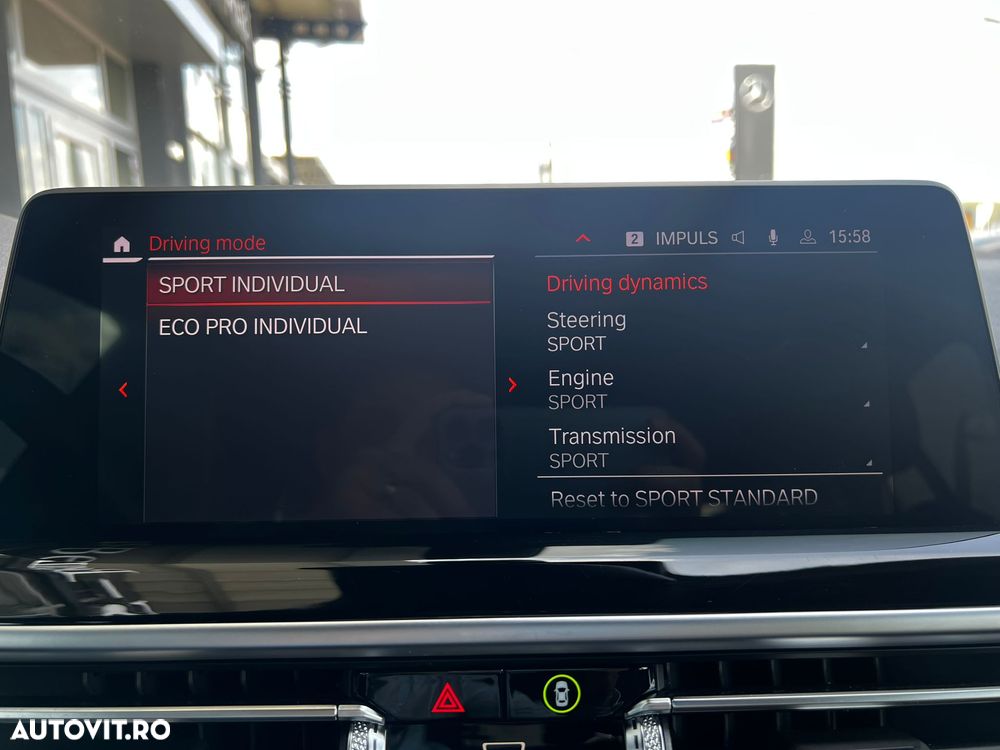 Driving mode
2 IMPULS 15:58
SPORT INDIVIDUAL
ECO PRO INDIVIDUAL
Driving dynamics
Steering
SPORT
Engine
SPORT
Transmission
SPORT
Reset to SPORT STANDARD
AUTOVIT.RO